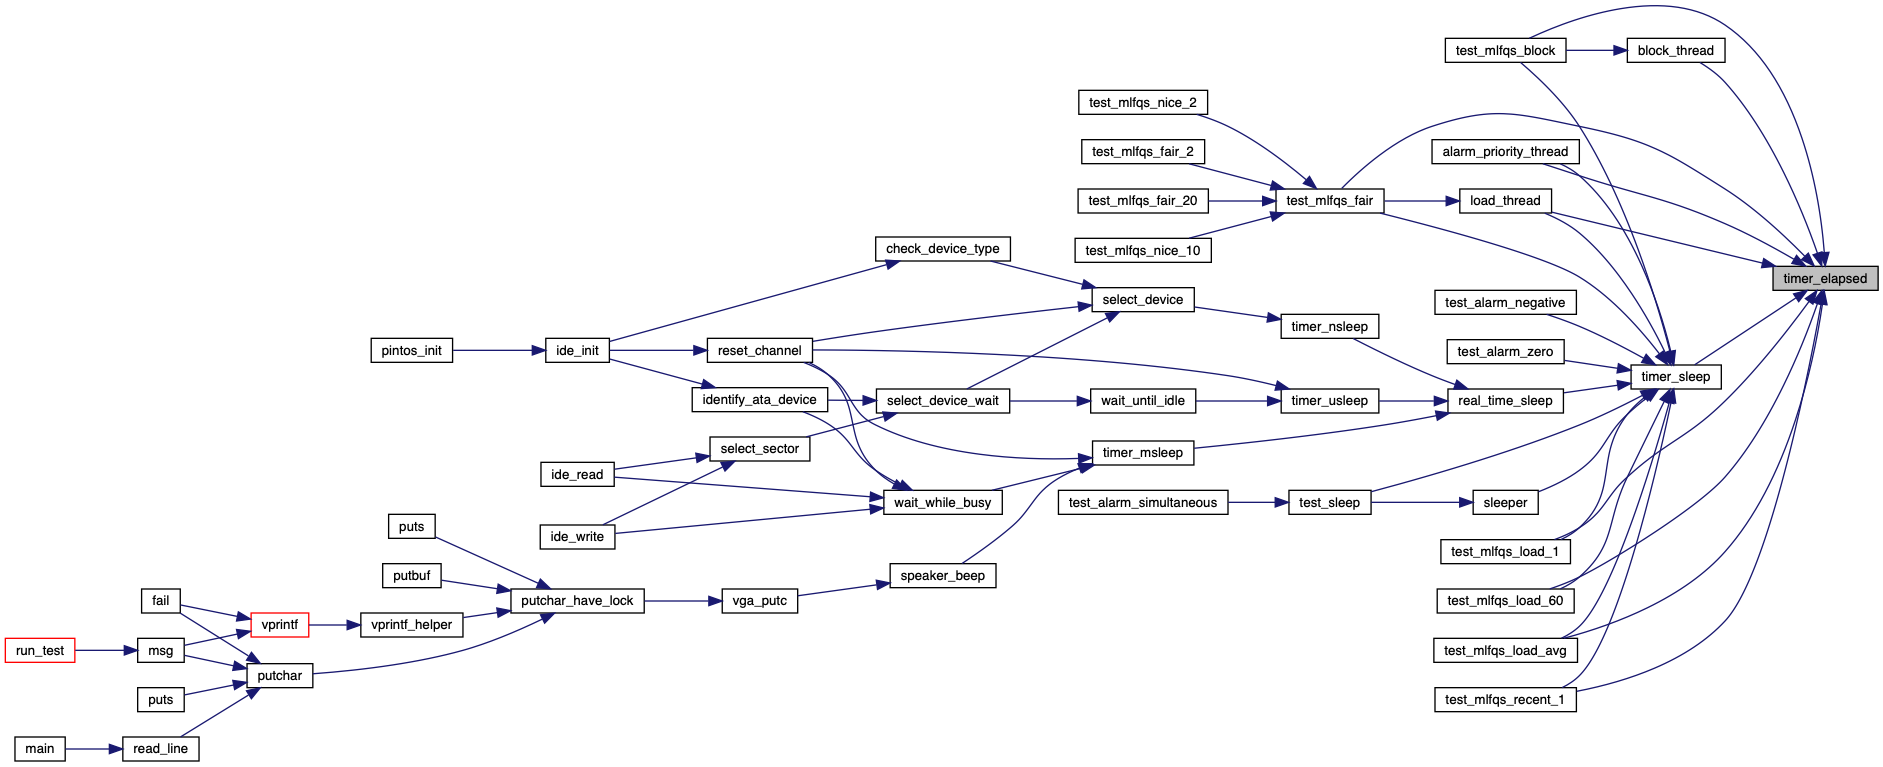 test_mlfqs_block
block_thread
test_mlfqs_nice_2
test_mlfqs_fair_2
alarm_priority_thread
test_mlfqs_fair_20
test_mlfqs_fair
load_thread
check_device_type
test_mlfqs_nice_10
timer_elapsed
select_device
test_alarm_negative
timer_nsleep
pintos_init
ide_init
reset_channel
test_alarm_zero
timer_sleep
identify_ata_device
select_device_wait
wait_until_idle
timer_usleep
real_time_sleep
select_sector
timer_msleep
ide_read
wait_while_busy
test_alarm_simultaneous
test_sleep
sleeper
puts
ide_write
test_mlfqs_load_1
putbuf
speaker_beep
fail
putchar_have_lock
vga_putc
test_mlfqs_load_60
vprintf
vprintf_helper
run_test
msg
test_mlfqs_load_avg
putchar
puts
test_mlfqs_recent_1
main
read_line